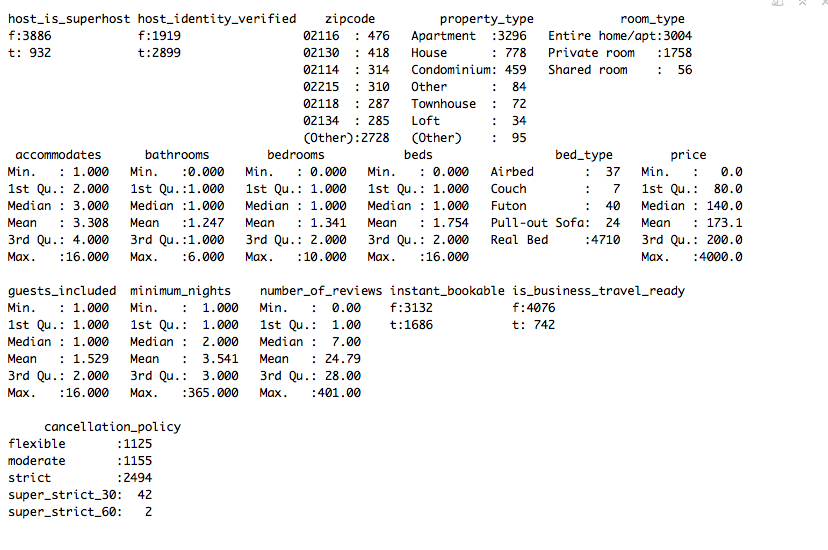 host_is_superhost host_identity_verified    zipcode        property_type           room_type
f:3886            f:1919                02116  : 476   Apartment  :3296   Entire home/apt:3004
t: 932            t:2899                02130  : 418   House      : 778   Private room   :1758
                                        02114  : 314   Condominium: 459   Shared room    :  56
                                        02215  : 310   Other      :  84
                                        02118  : 287   Townhouse  :  72
                                        02134  : 285   Loft       :  34
                                        (Other):2728   (Other)    :  95
 accommodates      bathrooms        bedrooms           beds                 bed_type        price
Min.   : 1.000   Min.   :0.000   Min.   : 0.000   Min.   : 0.000   Airbed       :  37   Min.   :   0.0
1st Qu.: 2.000   1st Qu.:1.000   1st Qu.: 1.000   1st Qu.: 1.000   Couch        :   7   1st Qu.:  80.0
Median : 3.000   Median :1.000   Median : 1.000   Median : 1.000   Futon        :  40   Median : 140.0
Mean   : 3.308   Mean   :1.247   Mean   : 1.341   Mean   : 1.754   Pull-out Sofa:  24   Mean   : 173.1
3rd Qu.: 4.000   3rd Qu.:1.000   3rd Qu.: 2.000   3rd Qu.: 2.000   Real Bed     :4710   3rd Qu.: 200.0
Max.   :16.000   Max.   :6.000   Max.   :10.000   Max.   :16.000                        Max.   :4000.0
guests_included  minimum_nights    number_of_reviews instant_bookable is_business_travel_ready
Min.   : 1.000   Min.   :  1.000   Min.   :  0.00    f:3132           f:4076
1st Qu.: 1.000   1st Qu.:  1.000   1st Qu.:  1.00    t:1686           t: 742
Median : 1.000   Median :  2.000   Median :  7.00
Mean   : 1.529   Mean   :  3.541   Mean   : 24.79
3rd Qu.: 2.000   3rd Qu.:  3.000   3rd Qu.: 28.00
Max.   :16.000   Max.   :365.000   Max.   :401.00
     cancellation_policy
flexible       :1125
moderate       :1155
strict         :2494
super_strict_30:  42
super_strict_60:   2